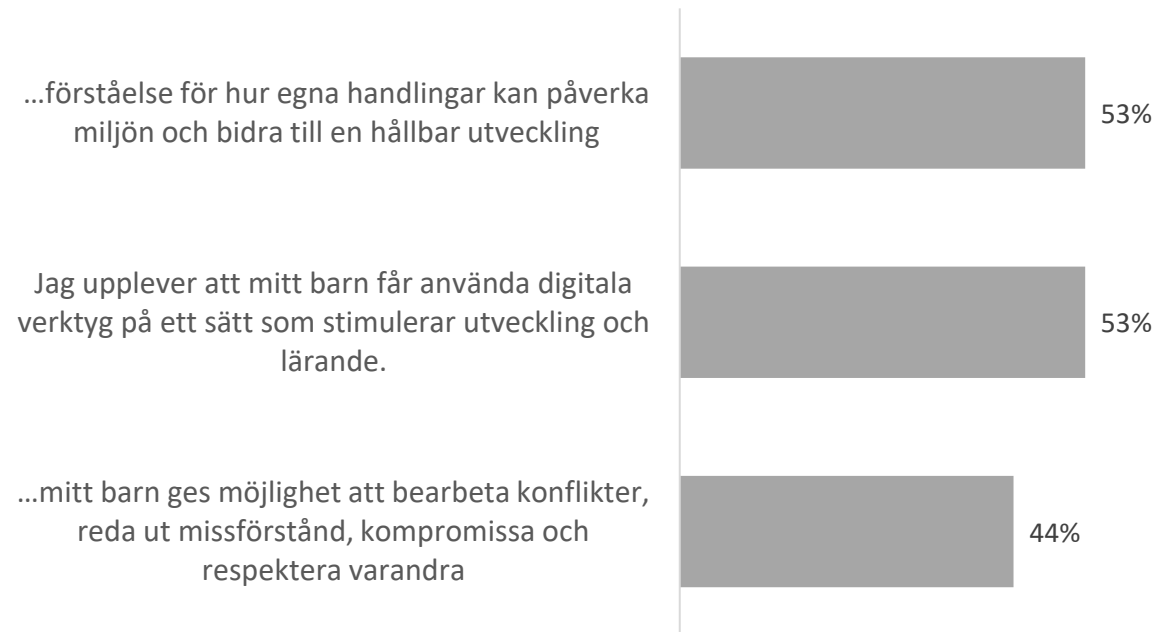 …förståelse för hur egna handlingar kan påverka
miljön och bidra till en hållbar utveckling
53%
Jag upplever att mitt barn får använda digitala
verktyg på ett sätt som stimulerar utveckling och
lärande.
53%
…mitt barn ges möjlighet att bearbeta konflikter,
reda ut missförstånd, kompromissa och
respektera varandra
44%